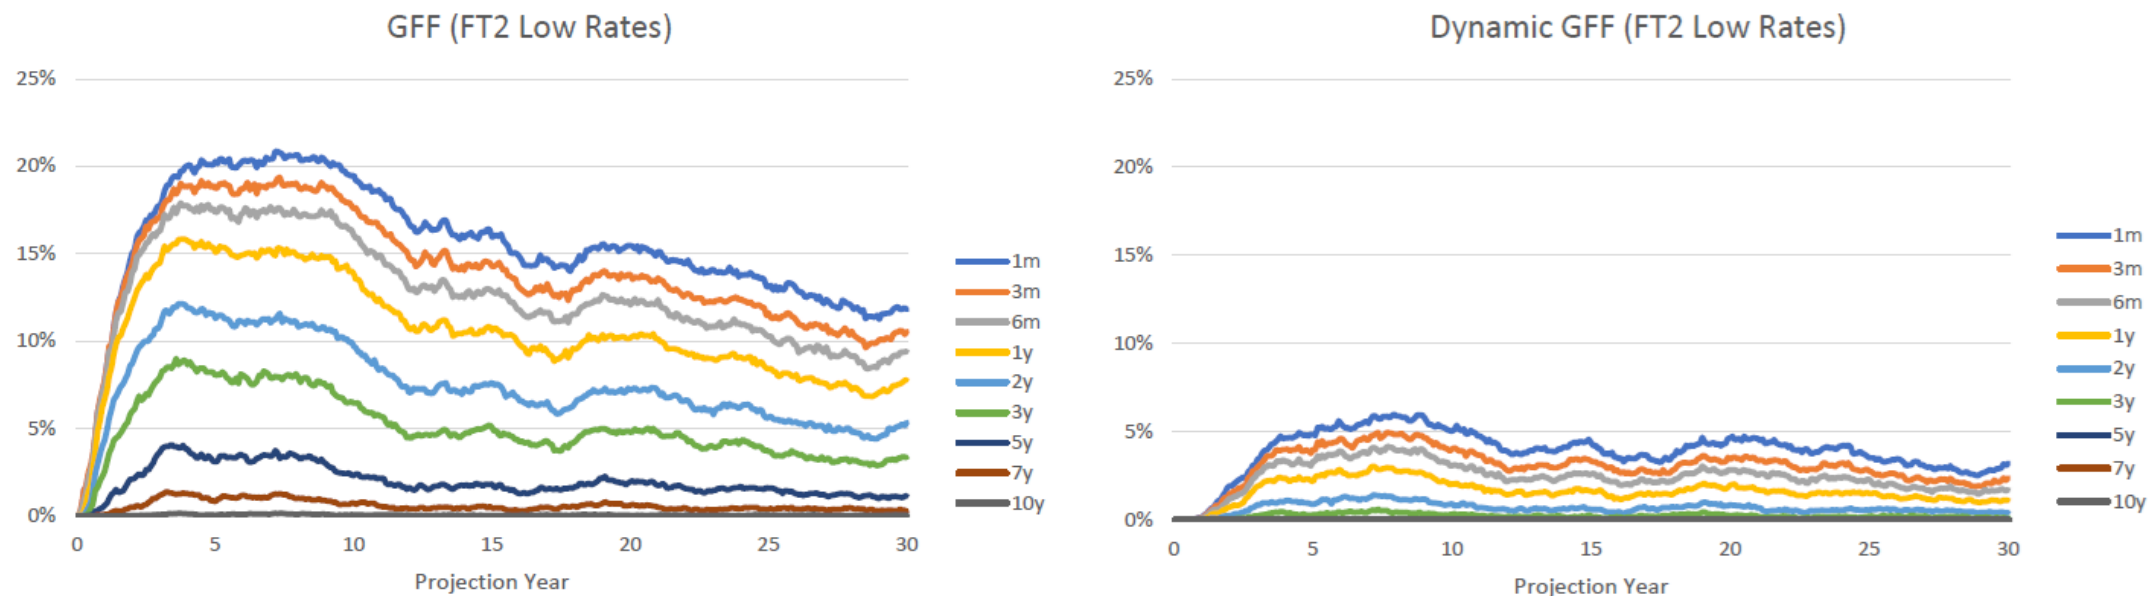 GFF (FT2 Low Rates)
25%
20%
15%
10%
5%
0%
0 5 10 15 20 25 30
Projection Year
1m
3m
6m
1y
2y
3y
5y
7y
10y
Dynamic GFF (FT2 Low Rates)
25%
20%
15%
10%
5%
0%
0 5 10 15 20 25 30
Projection Year
1m
3m
6m
1y
2y
3y
5y
7y
10y